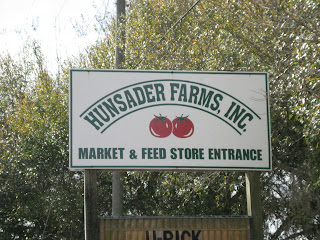 HUNSADER FARMS, INC.
MARKET & FEED STORE ENTRANCE
U-PICK